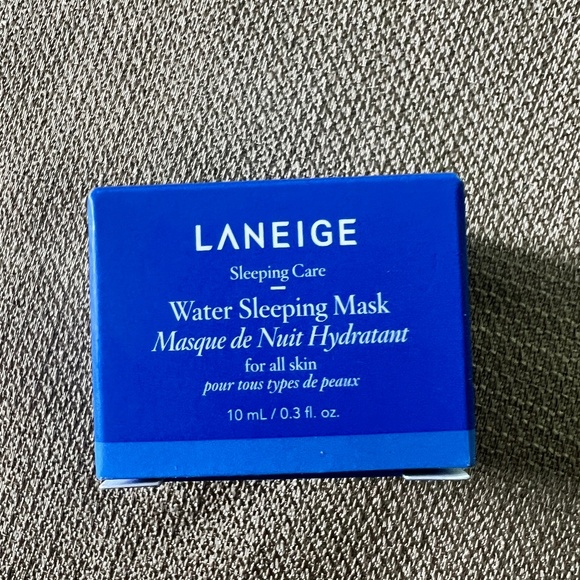 LANEIGE
Sleeping Care
Water Sleeping Mask
Masque de Nuit Hydratant
for all skin
pour tous types de peaux
10 mL / 0.3 fl. oz.